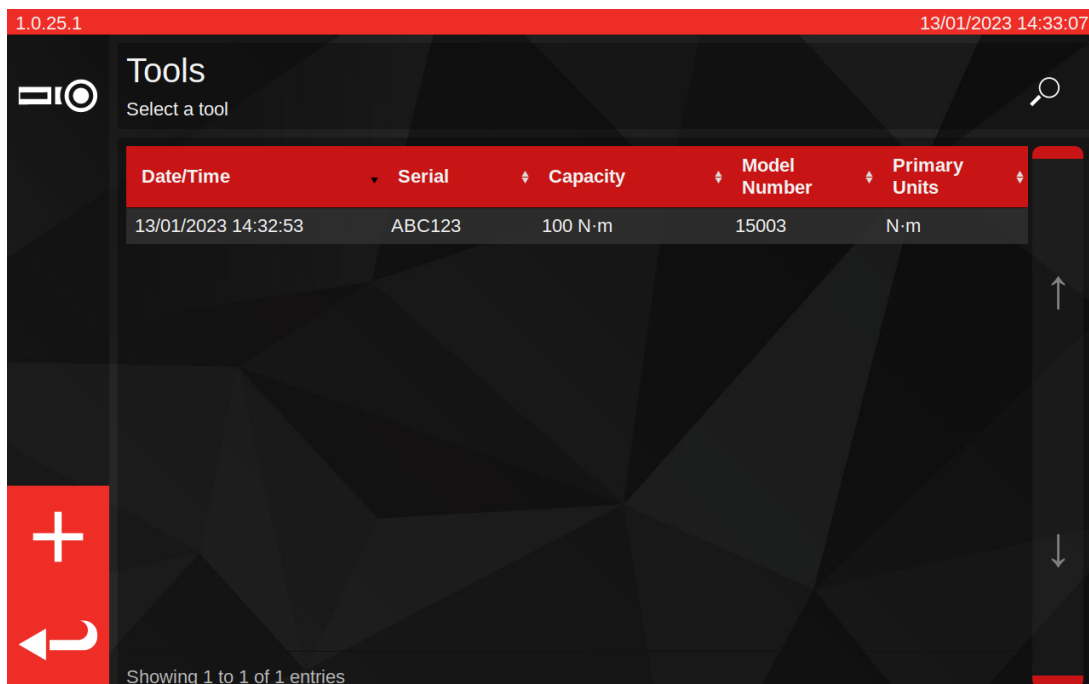 1.0.25.1 13/01/2023 14:33:07
Tools
Select a tool
Date/Time Serial Capacity Model Number Primary Units
13/01/2023 14:32:53 ABC123 100 N·m 15003 N·m
Showing 1 to 1 of 1 entries